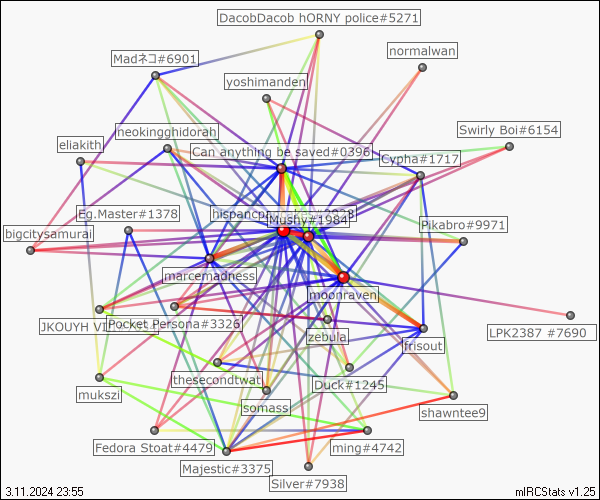 DacobDacob hORNY police#5271
normalwan
Madネコ#6901
yoshimanden
neokingghidorah
Swirly Boi#6154
eliakith
Can anything be saved#0396
Cypha#1717
Eg.Master#1378
Mushy#1984
Pikabro#9971
bigcitysamurai
marcemadness
moonraven
JKOUYH
Pocket Persona#3326
zebula
frisout
LPK2387 #7690
thesecondtwat
Duck#1245
mukszi
somass
shawntee9
Fedora Stoat#4479
ming#4742
Majestic#3375
Silver#7938
3.11.2024 23:55
mIRCStats v1.25